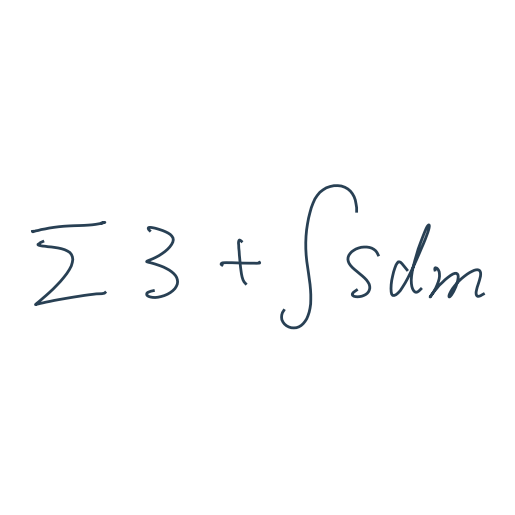 ∑ 3 + ∫ s dm